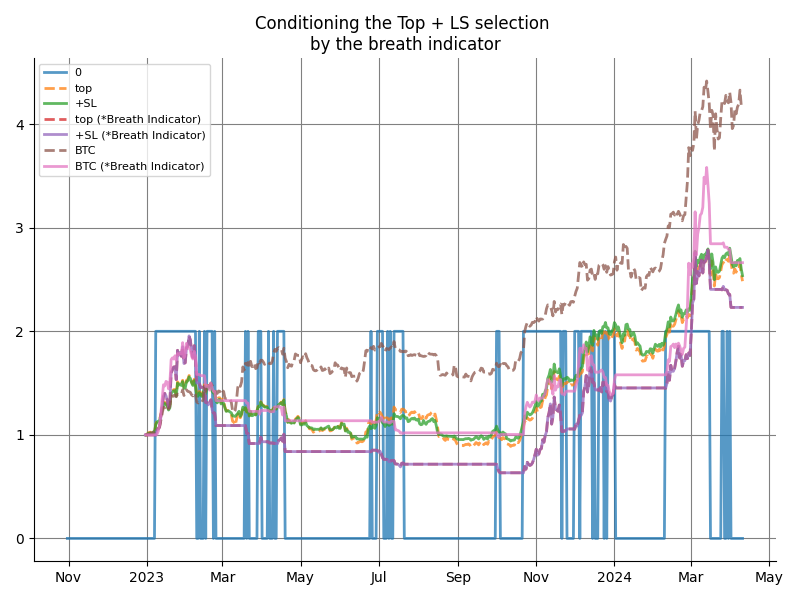 Conditioning the Top + LS selection
by the breath indicator
0
top
+SL
top (*Breath Indicator)
+SL (*Breath Indicator)
BTC
BTC (*Breath Indicator)
4
3
2
1
0
Nov
2023
Mar
May
Jul
Sep
Nov
2024
Mar
May